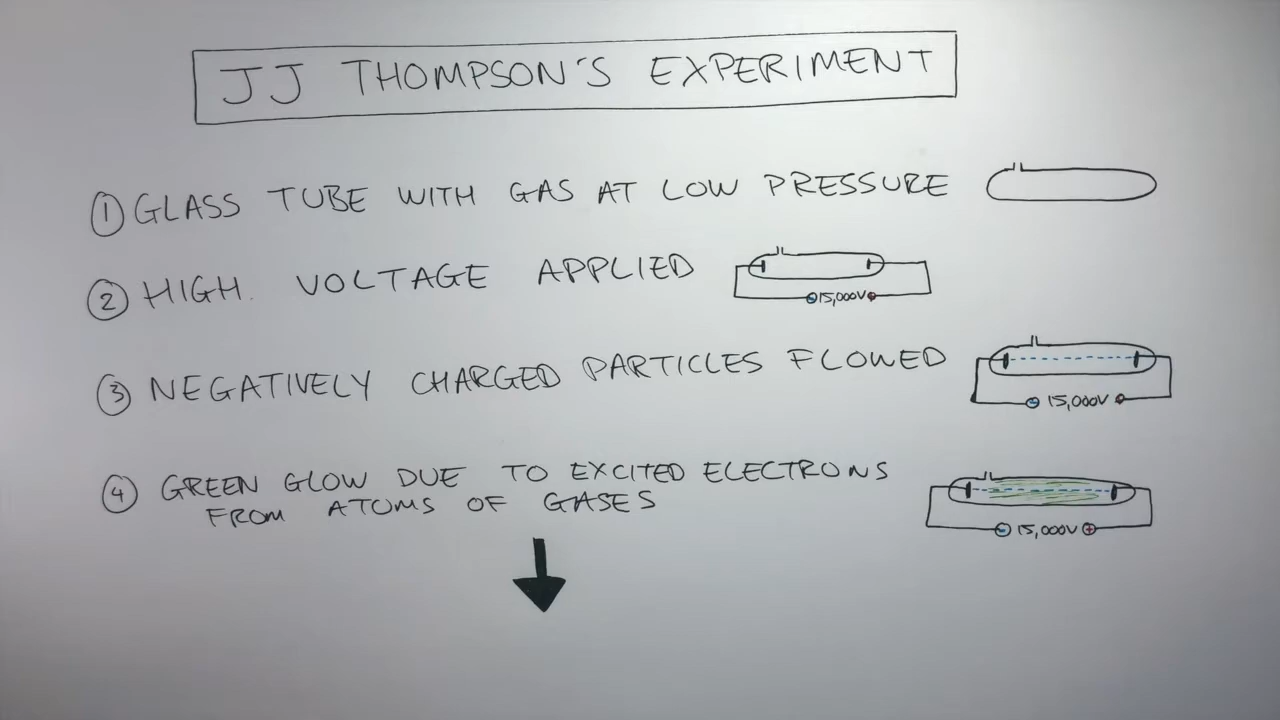 JJ THOMPSON'S EXPERIMENT
① GLASS TUBE WITH GAS AT LOW PRESSURE
② HIGH. VOLTAGE APPLIED
⊖ 15,000V ⊕
③ NEGATIVELY CHARGED PARTICLES FLOWED
⊖ 15,000V ⊕
④ GREEN GLOW DUE TO EXCITED ELECTRONS
FROM ATOMS OF GASES
⊖ 15,000V ⊕